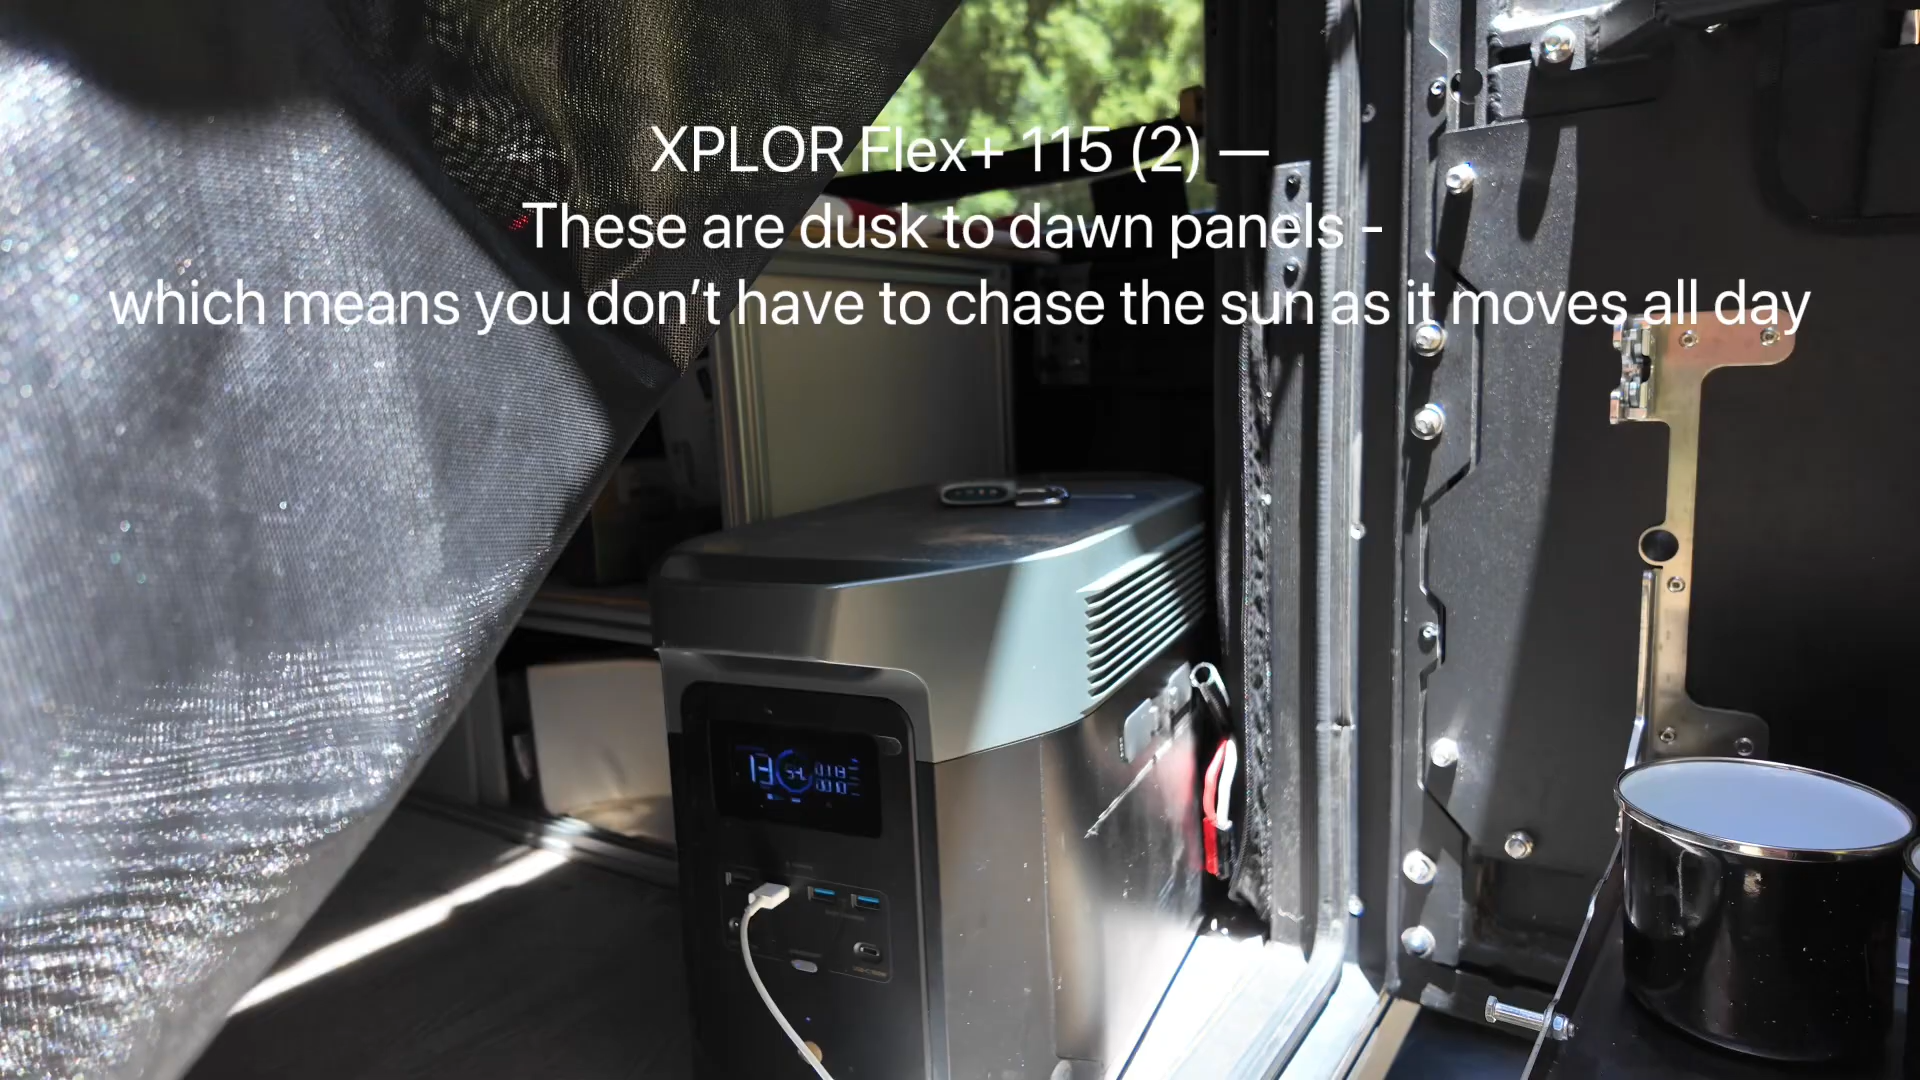 XPLOR Flex+ 115 (2) —
These are dusk to dawn panels -
which means you don’t have to chase the sun as it moves all day
13